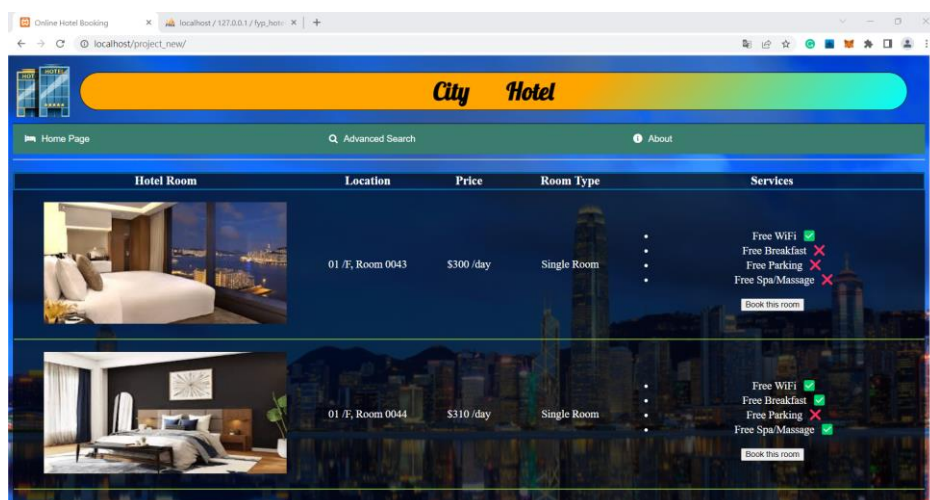 Online Hotel Booking
localhost / 127.0.0.1 / fyp_hote
localhost/project_new/
HOTEL
City Hotel
Home Page
Advanced Search
About
Hotel Room Location Price Room Type Services
01 /F, Room 0043 $300 /day Single Room
Free WiFi
Free Breakfast
Free Parking
Free Spa/Massage
Book this room
01 /F, Room 0044 $310 /day Single Room
Free WiFi
Free Breakfast
Free Parking
Free Spa/Massage
Book this room